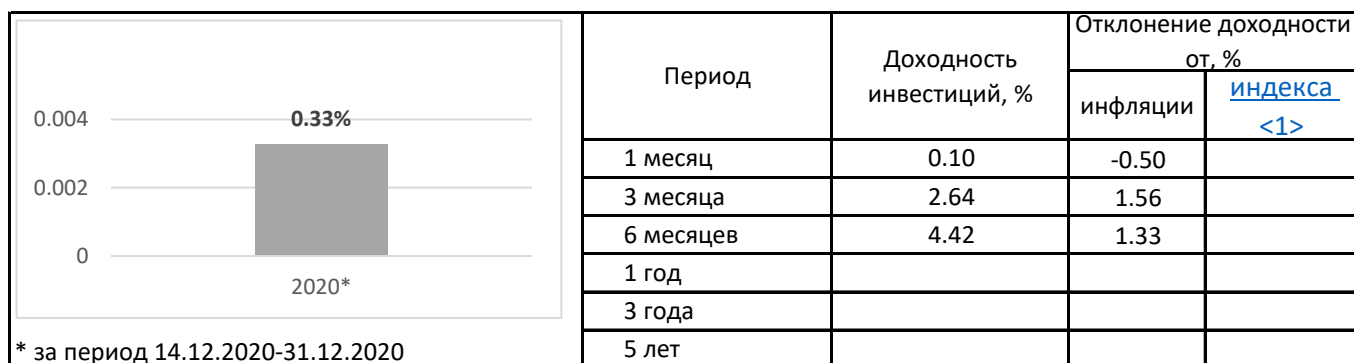 0.004
0.33%
0.002
0
2020*
* за период 14.12.2020-31.12.2020
Период
Доходность
инвестиций, %
Отклонение доходности
от, %
инфляции
индекса
<1>
1 месяц 0.10 -0.50
3 месяца 2.64 1.56
6 месяцев 4.42 1.33
1 год
3 года
5 лет